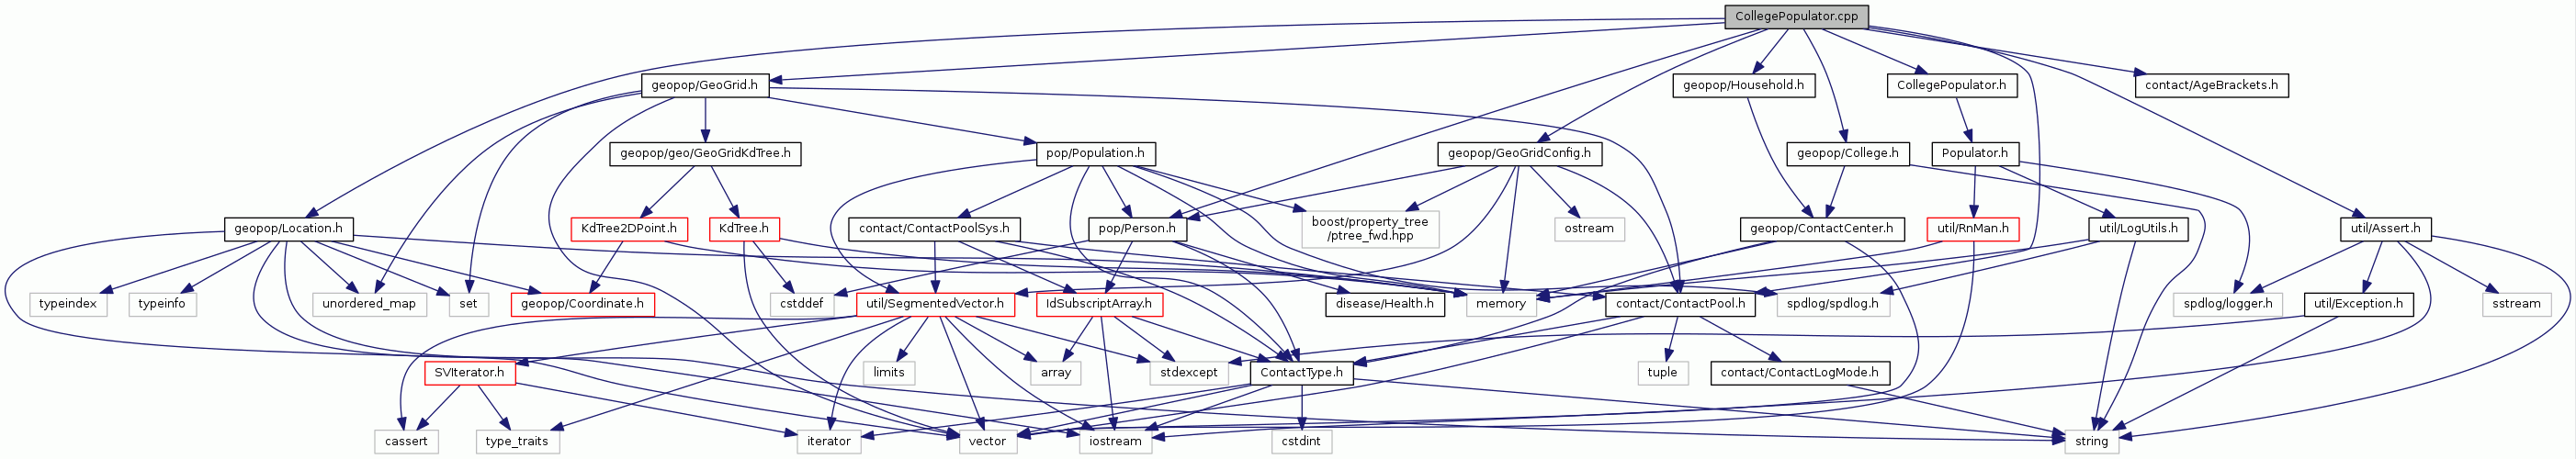 CollegePopulator.cpp
geopop/GeoGrid.h
geopop/Household.h
CollegePopulator.h
contact/AgeBrackets.h
geopop/geo/GeoGridKdTree.h
pop/Population.h
geopop/GeoGridConfig.h
geopop/College.h
Populator.h
geopop/Location.h
KdTree2DPoint.h
KdTree.h
contact/ContactPoolSys.h
pop/Person.h
boost/property_tree
/ptree_fwd.hpp
ostream
geopop/ContactCenter.h
util/RnMan.h
util/LogUtils.h
util/Assert.h
typeindex
typeinfo
unordered_map
set
geopop/Coordinate.h
cstddef
util/SegmentedVector.h
IdSubscriptArray.h
disease/Health.h
memory
contact/ContactPool.h
spdlog/spdlog.h
spdlog/logger.h
util/Exception.h
sstream
SVIterator.h
limits
array
stdexcept
ContactType.h
tuple
contact/ContactLogMode.h
cassert
type_traits
iterator
vector
iostream
cstdint
string